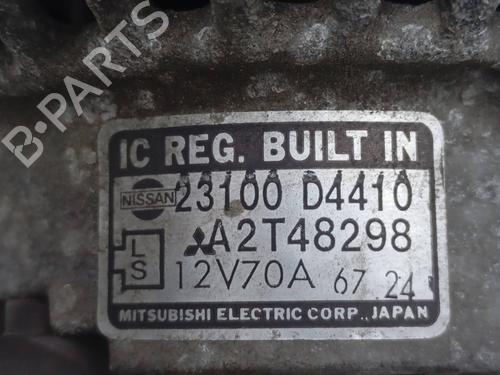 B-PARTS
IC REG. BUILT IN
NISSAN 23100 D4410
A2T48298
L
S
12V70A 67 24
MITSUBISHI ELECTRIC CORP., JAPAN